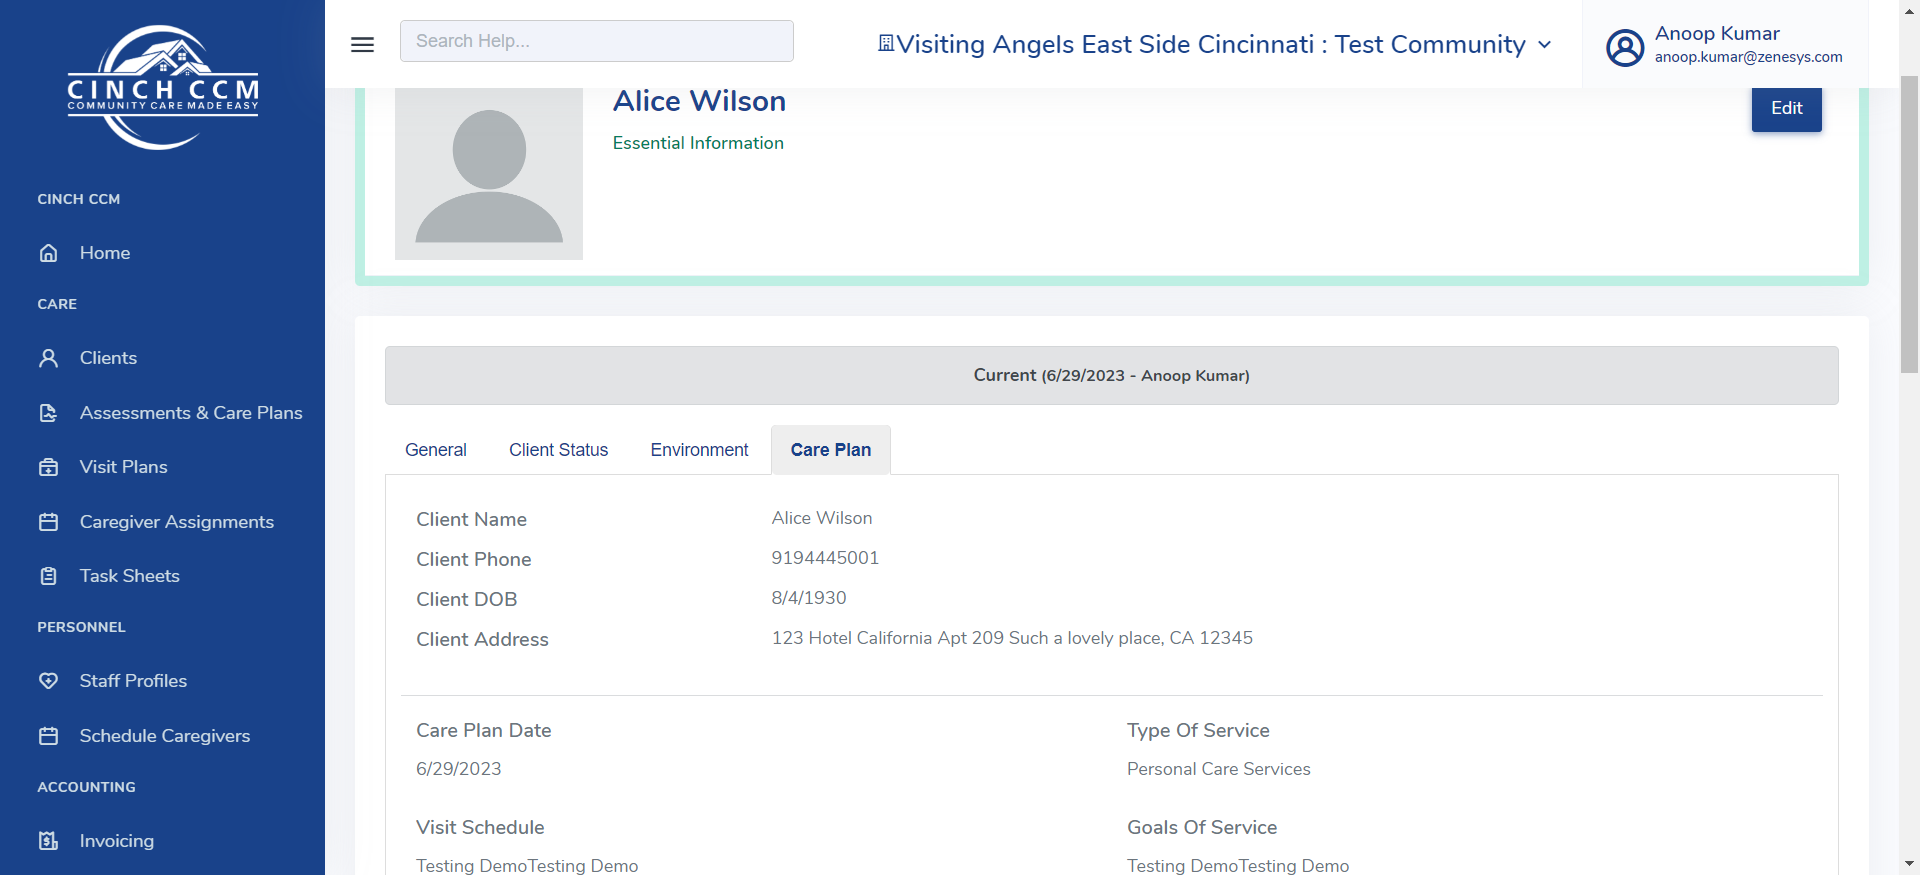 CINCH CCM
COMMUNITY CARE MADE EASY
CINCH CCM
Home
CARE
Clients
Assessments & Care Plans
Visit Plans
Caregiver Assignments
Task Sheets
PERSONNEL
Staff Profiles
Schedule Caregivers
ACCOUNTING
Invoicing
Search Help...
Visiting Angels East Side Cincinnati : Test Community
Anoop Kumar
anoop.kumar@zenesys.com
Alice Wilson
Essential Information
Edit
Current (6/29/2023 - Anoop Kumar)
General Client Status Environment Care Plan
Client Name Alice Wilson
Client Phone 9194445001
Client DOB 8/4/1930
Client Address 123 Hotel California Apt 209 Such a lovely place, CA 12345
Care Plan Date
6/29/2023
Type Of Service
Personal Care Services
Visit Schedule
Testing DemoTesting Demo
Goals Of Service
Testing DemoTesting Demo